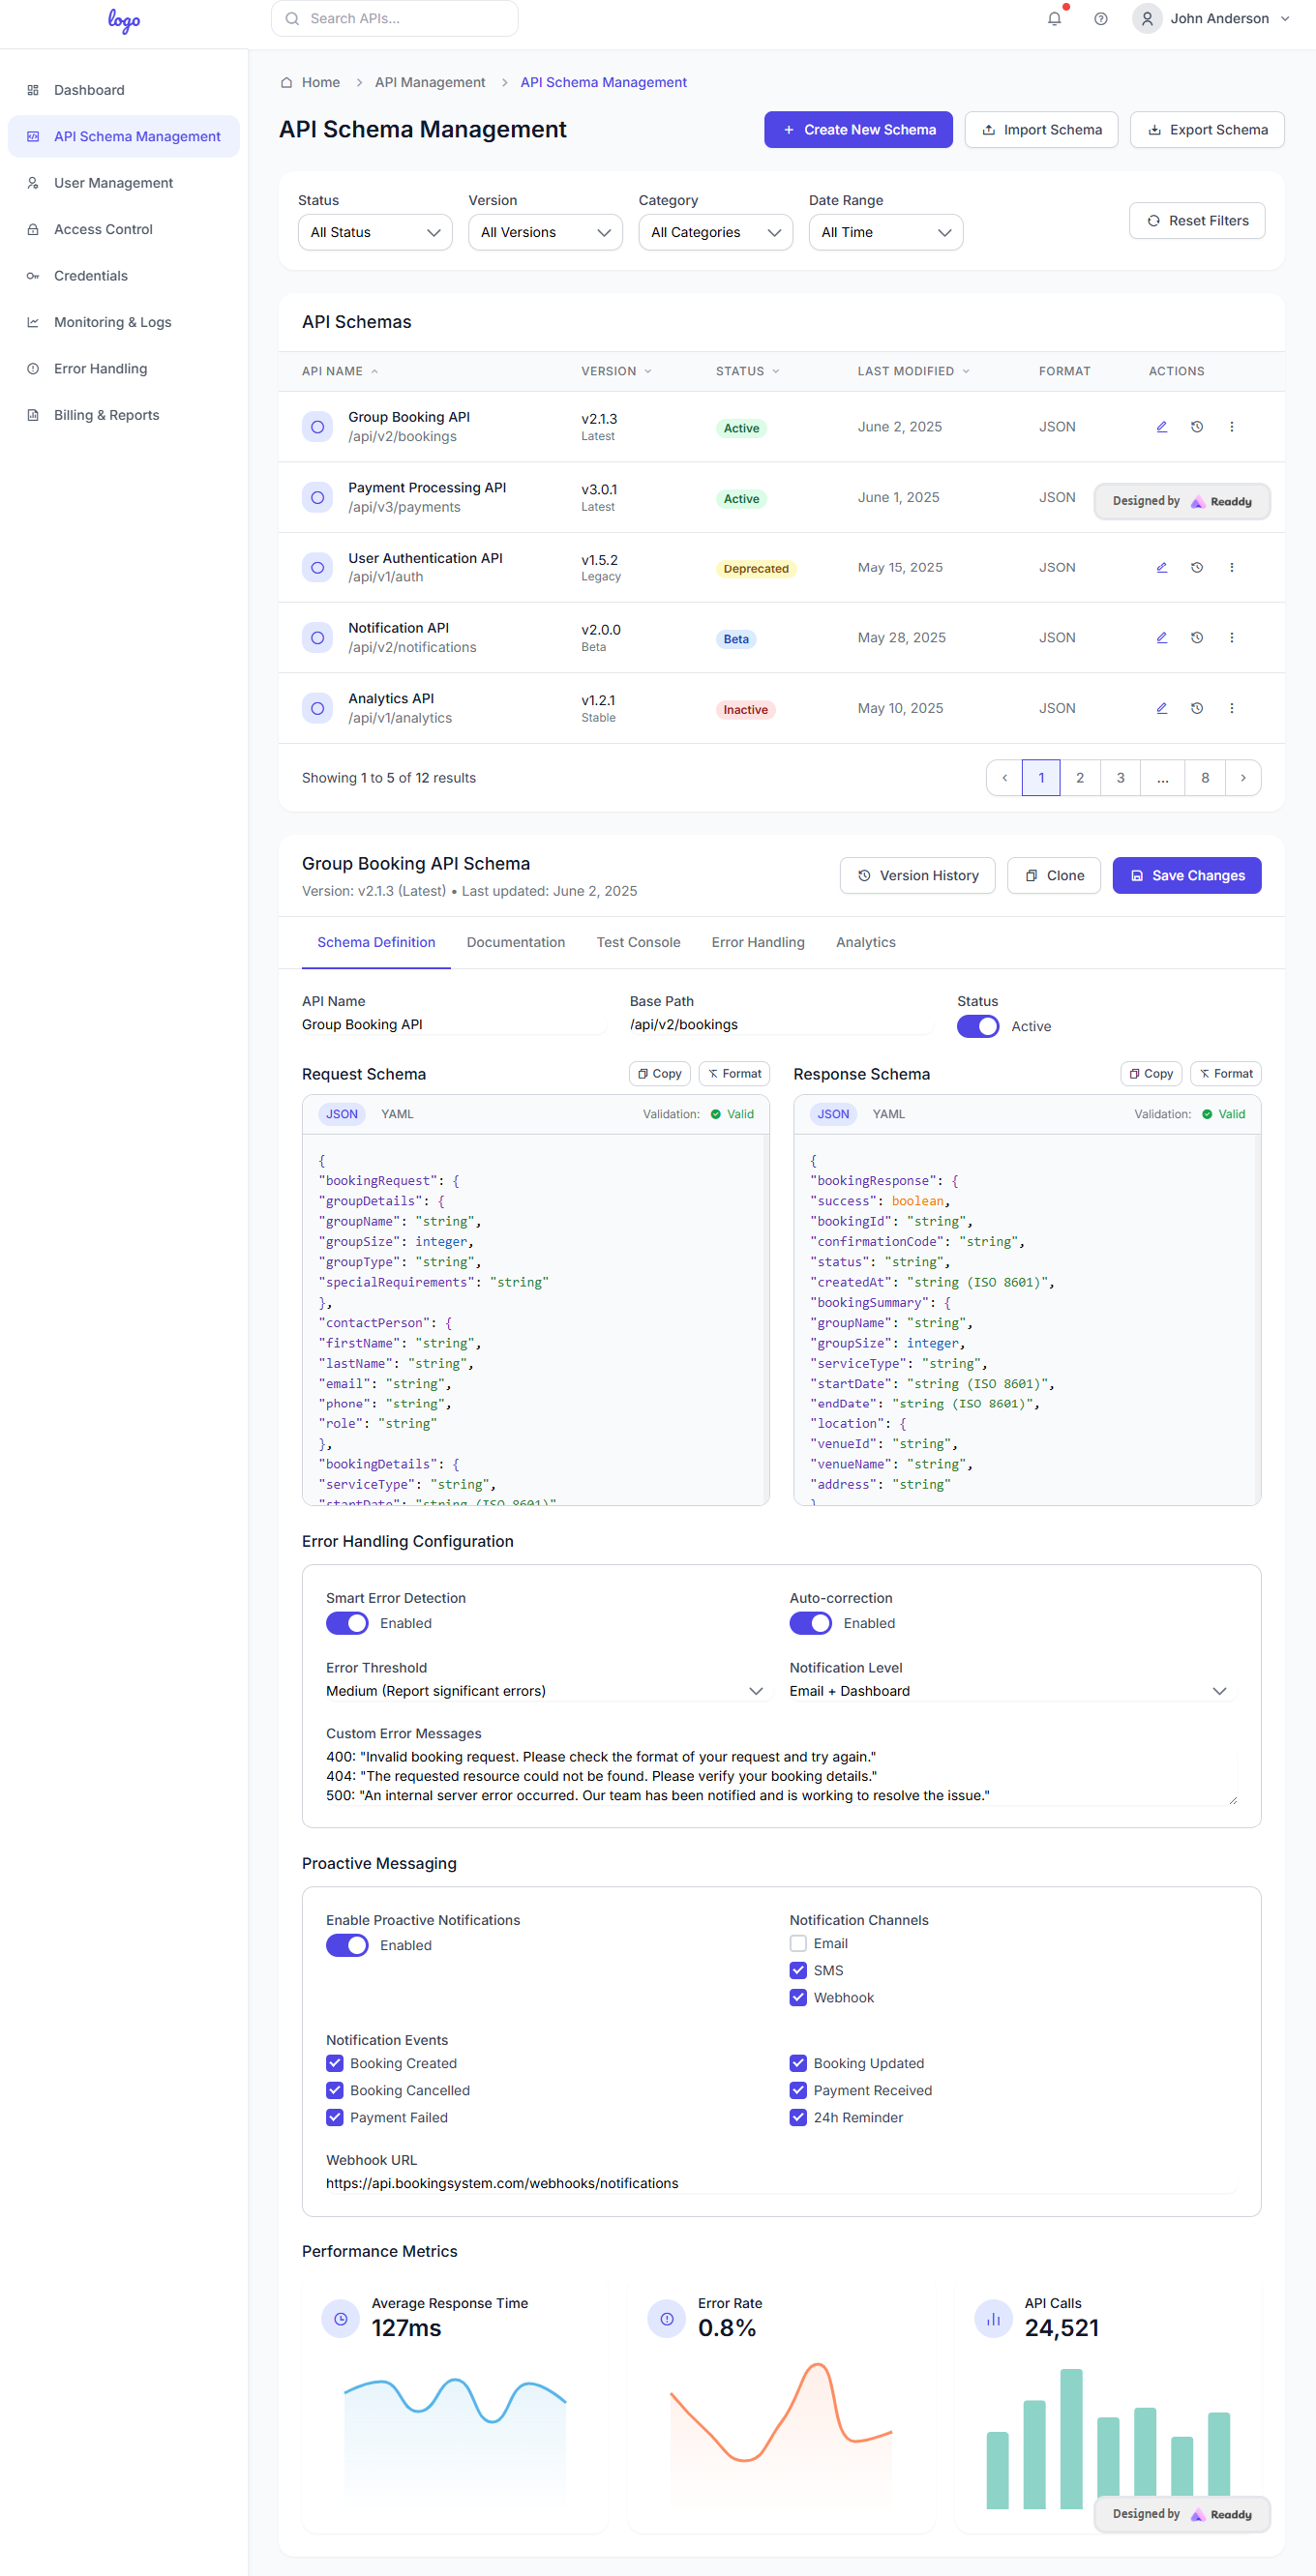 logo
Search APIs...
John Anderson
Dashboard
API Schema Management
User Management
Access Control
Credentials
Monitoring & Logs
Error Handling
Billing & Reports
Home > API Management > API Schema Management
API Schema Management
+ Create New Schema
Import Schema
Export Schema
Status
Version
Category
Date Range
All Status
All Versions
All Categories
All Time
Reset Filters
API Schemas
API NAME VERSION STATUS LAST MODIFIED FORMAT ACTIONS
Group Booking API
/api/v2/bookings
v2.1.3
Latest
Active
June 2, 2025
JSON
Payment Processing API
/api/v3/payments
v3.0.1
Latest
Active
June 1, 2025
JSON
Designed by Readdy
User Authentication API
/api/v1/auth
v1.5.2
Legacy
Deprecated
May 15, 2025
JSON
Notification API
/api/v2/notifications
v2.0.0
Beta
Beta
May 28, 2025
JSON
Analytics API
/api/v1/analytics
v1.2.1
Stable
Inactive
May 10, 2025
JSON
Showing 1 to 5 of 12 results
‹ 1 2 3 ... 8 ›
Group Booking API Schema
Version: v2.1.3 (Latest) • Last updated: June 2, 2025
Version History
Clone
Save Changes
Schema Definition
Documentation
Test Console
Error Handling
Analytics
API Name
Group Booking API
Base Path
/api/v2/bookings
Status
Active
Request Schema
Copy
Format
JSON YAML Validation: Valid
{
"bookingRequest": {
"groupDetails": {
"groupName": "string",
"groupSize": integer,
"groupType": "string",
"specialRequirements": "string"
},
"contactPerson": {
"firstName": "string",
"lastName": "string",
"email": "string",
"phone": "string",
"role": "string"
},
"bookingDetails": {
"serviceType": "string",
"startDate": "string (ISO 8601)"
Response Schema
Copy
Format
JSON YAML Validation: Valid
{
"bookingResponse": {
"success": boolean,
"bookingId": "string",
"confirmationCode": "string",
"status": "string",
"createdAt": "string (ISO 8601)",
"bookingSummary": {
"groupName": "string",
"groupSize": integer,
"serviceType": "string",
"startDate": "string (ISO 8601)",
"endDate": "string (ISO 8601)",
"location": {
"venueId": "string",
"venueName": "string",
"address": "string"
}
Error Handling Configuration
Smart Error Detection
Enabled
Auto-correction
Enabled
Error Threshold
Medium (Report significant errors)
Notification Level
Email + Dashboard
Custom Error Messages
400: "Invalid booking request. Please check the format of your request and try again."
404: "The requested resource could not be found. Please verify your booking details."
500: "An internal server error occurred. Our team has been notified and is working to resolve the issue."
Proactive Messaging
Enable Proactive Notifications
Enabled
Notification Channels
Email
SMS
Webhook
Notification Events
Booking Created
Booking Updated
Booking Cancelled
Payment Received
Payment Failed
24h Reminder
Webhook URL
https://api.bookingsystem.com/webhooks/notifications
Performance Metrics
Average Response Time
127ms
Error Rate
0.8%
API Calls
24,521
Designed by Readdy